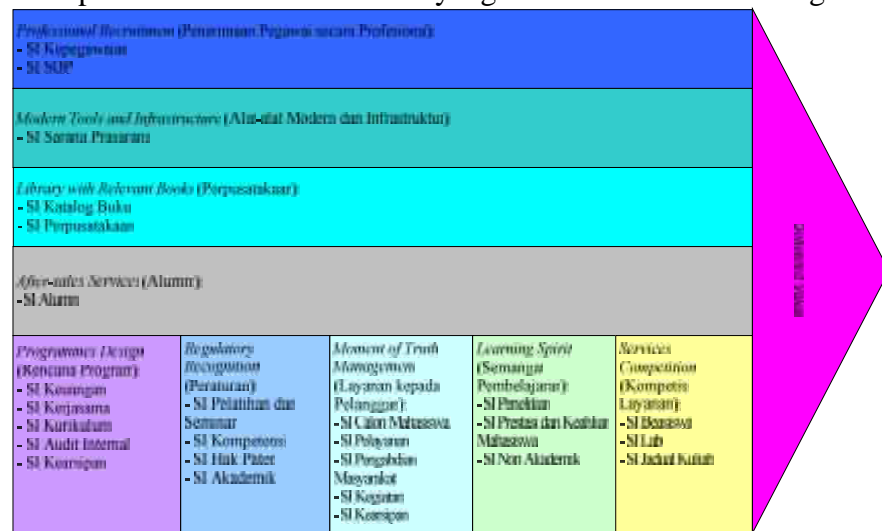 Professional Recruitmen (Penerimaan Pegawai secara Profesional):
- SI Kepegawaian
- SI SOP
Modern Tools and Infrastructure (Alat-alat Modern dan Infrastruktur)
- SI Sarana Prasarana
Library with Relevant Books (Perpusatakaan):
- SI Katalog Buku
- SI Perpusatakaan
After-sales Services (Alumni):
- SI Alumni
Programmes Design
(Rencana Program):
- SI Keuangan
- SI Kerjasama
- SI Kurikulum
- SI Audit Internal
- SI Kearsipan
Regulatory
Recognition
(Peraturan):
- SI Pelatihan dan
Seminar
- SI Kompetensi
- SI Hak Paten
- SI Akademik
Moment of Truth
Management
(Layanan kepada
Pelanggan):
- SI Calon Mahasiswa
- SI Pelayanan
- SI Pengabdian
Masyarakat
- SI Kegiatan
- SI Kearsipan
Learning Spirit
(Semangat
Pembelajaran):
- SI Penelitian
- SI Prestasi dan Keahlian
Mahasiswa
- SI Non Akademik
Services
Competition
(Kompetisi
Layanan):
- SI Beasiswa
- SI Lab
- SI Jadual Kuliah